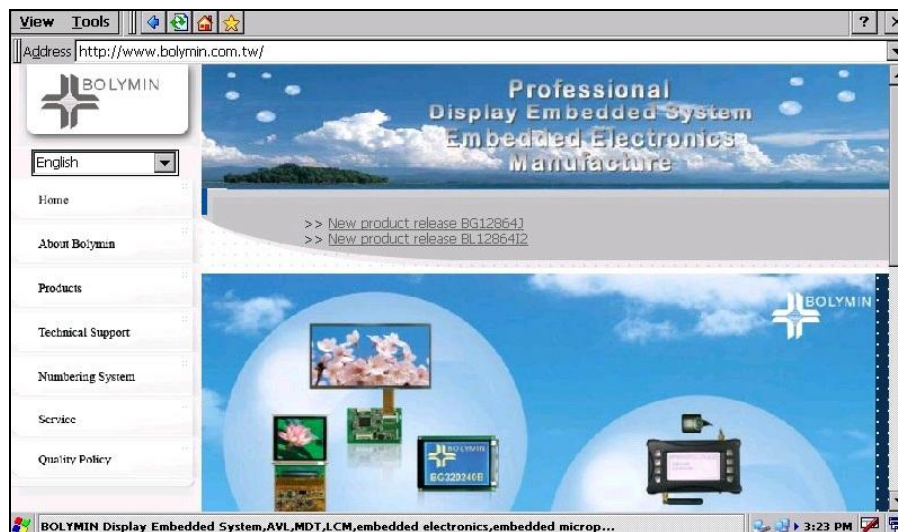 View Tools ? ×
Address http://www.bolymin.com.tw/
BOLYMIN
Professional
Display Embedded System
Embedded Electronics
Manufacture
English
Home
About Bolymin
Products
Technical Support
Numbering System
Service
Quality Policy
>> New product release BG12864J
>> New product release BL12864I2
BOLYMIN
BOLYMIN
BG320240B
BOLYMIN Display Embedded System,AVL,MDT,LCM,embedded electronics,embedded microp...
3:23 PM